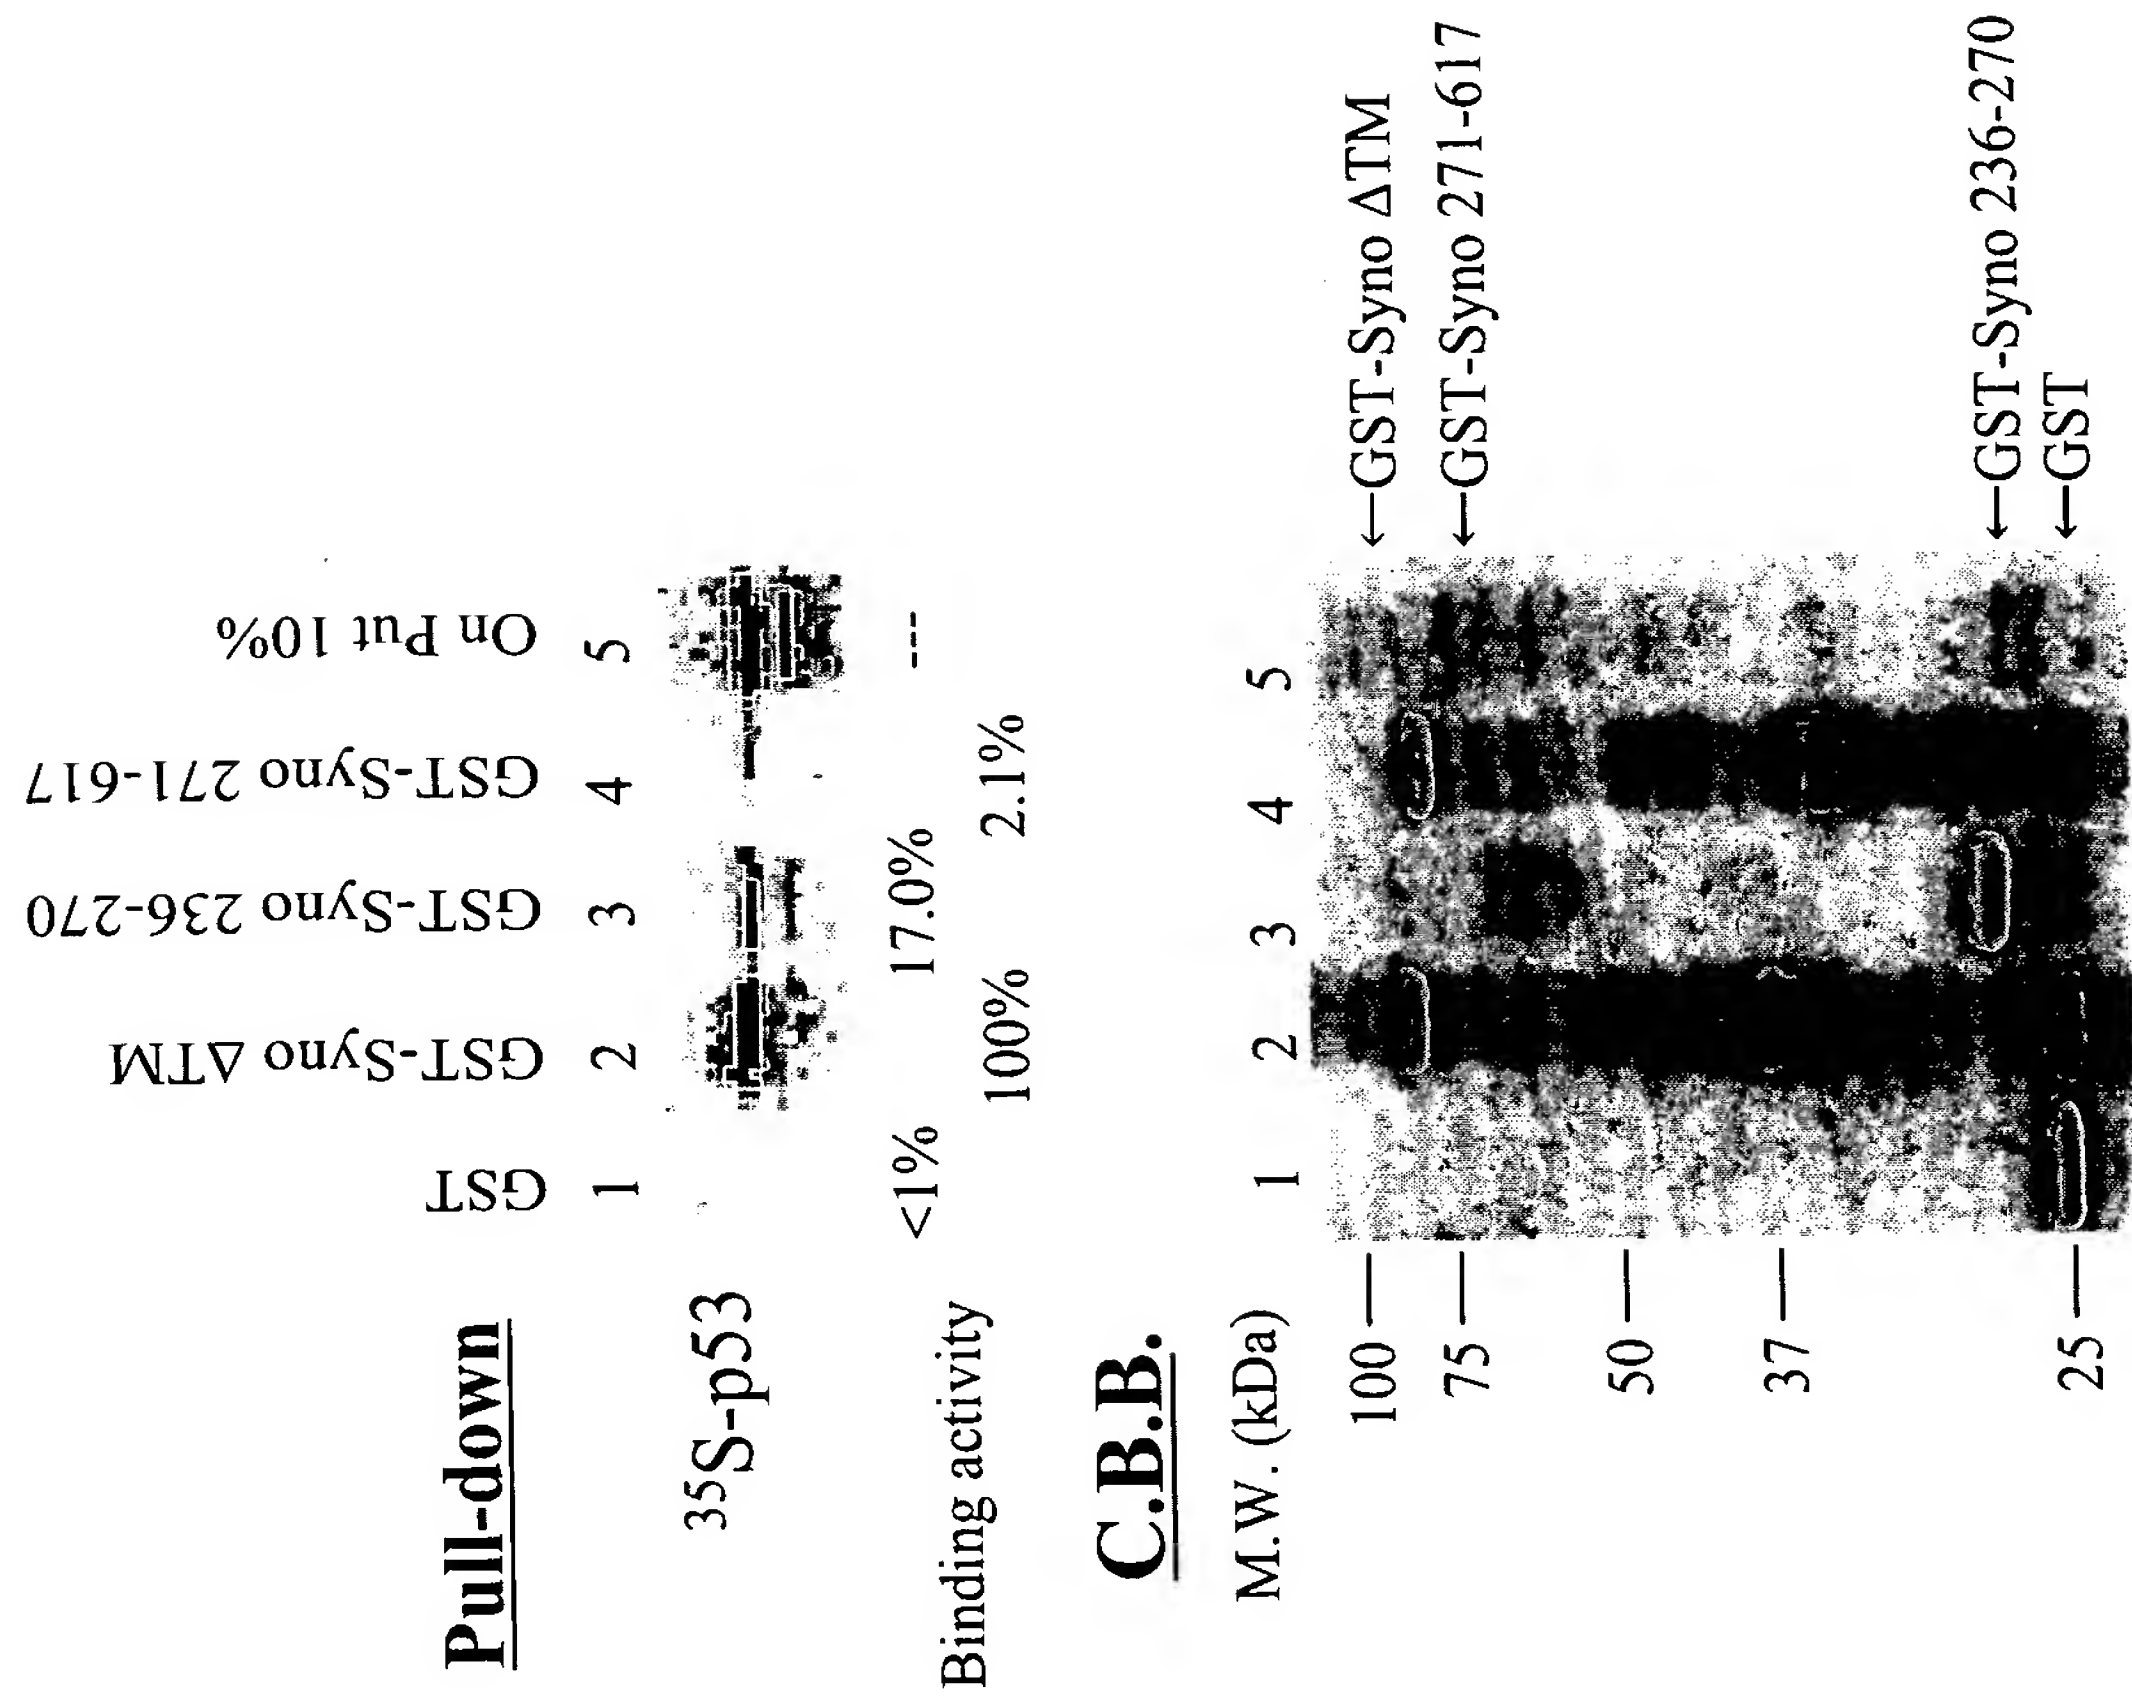 Pull-down
GST
GST-Syno ΔTM
GST-Syno 236-270
GST-Syno 271-617
On Put 10%
1 2 3 4 5
³⁵S-p53
Binding activity
<1% 100% 17.0% 2.1% ---
C.B.B.
M.W. (kDa)
1 2 3 4 5
100
75
50
37
25
←GST-Syno ΔTM
←GST-Syno 271-617
←GST-Syno 236-270
←GST